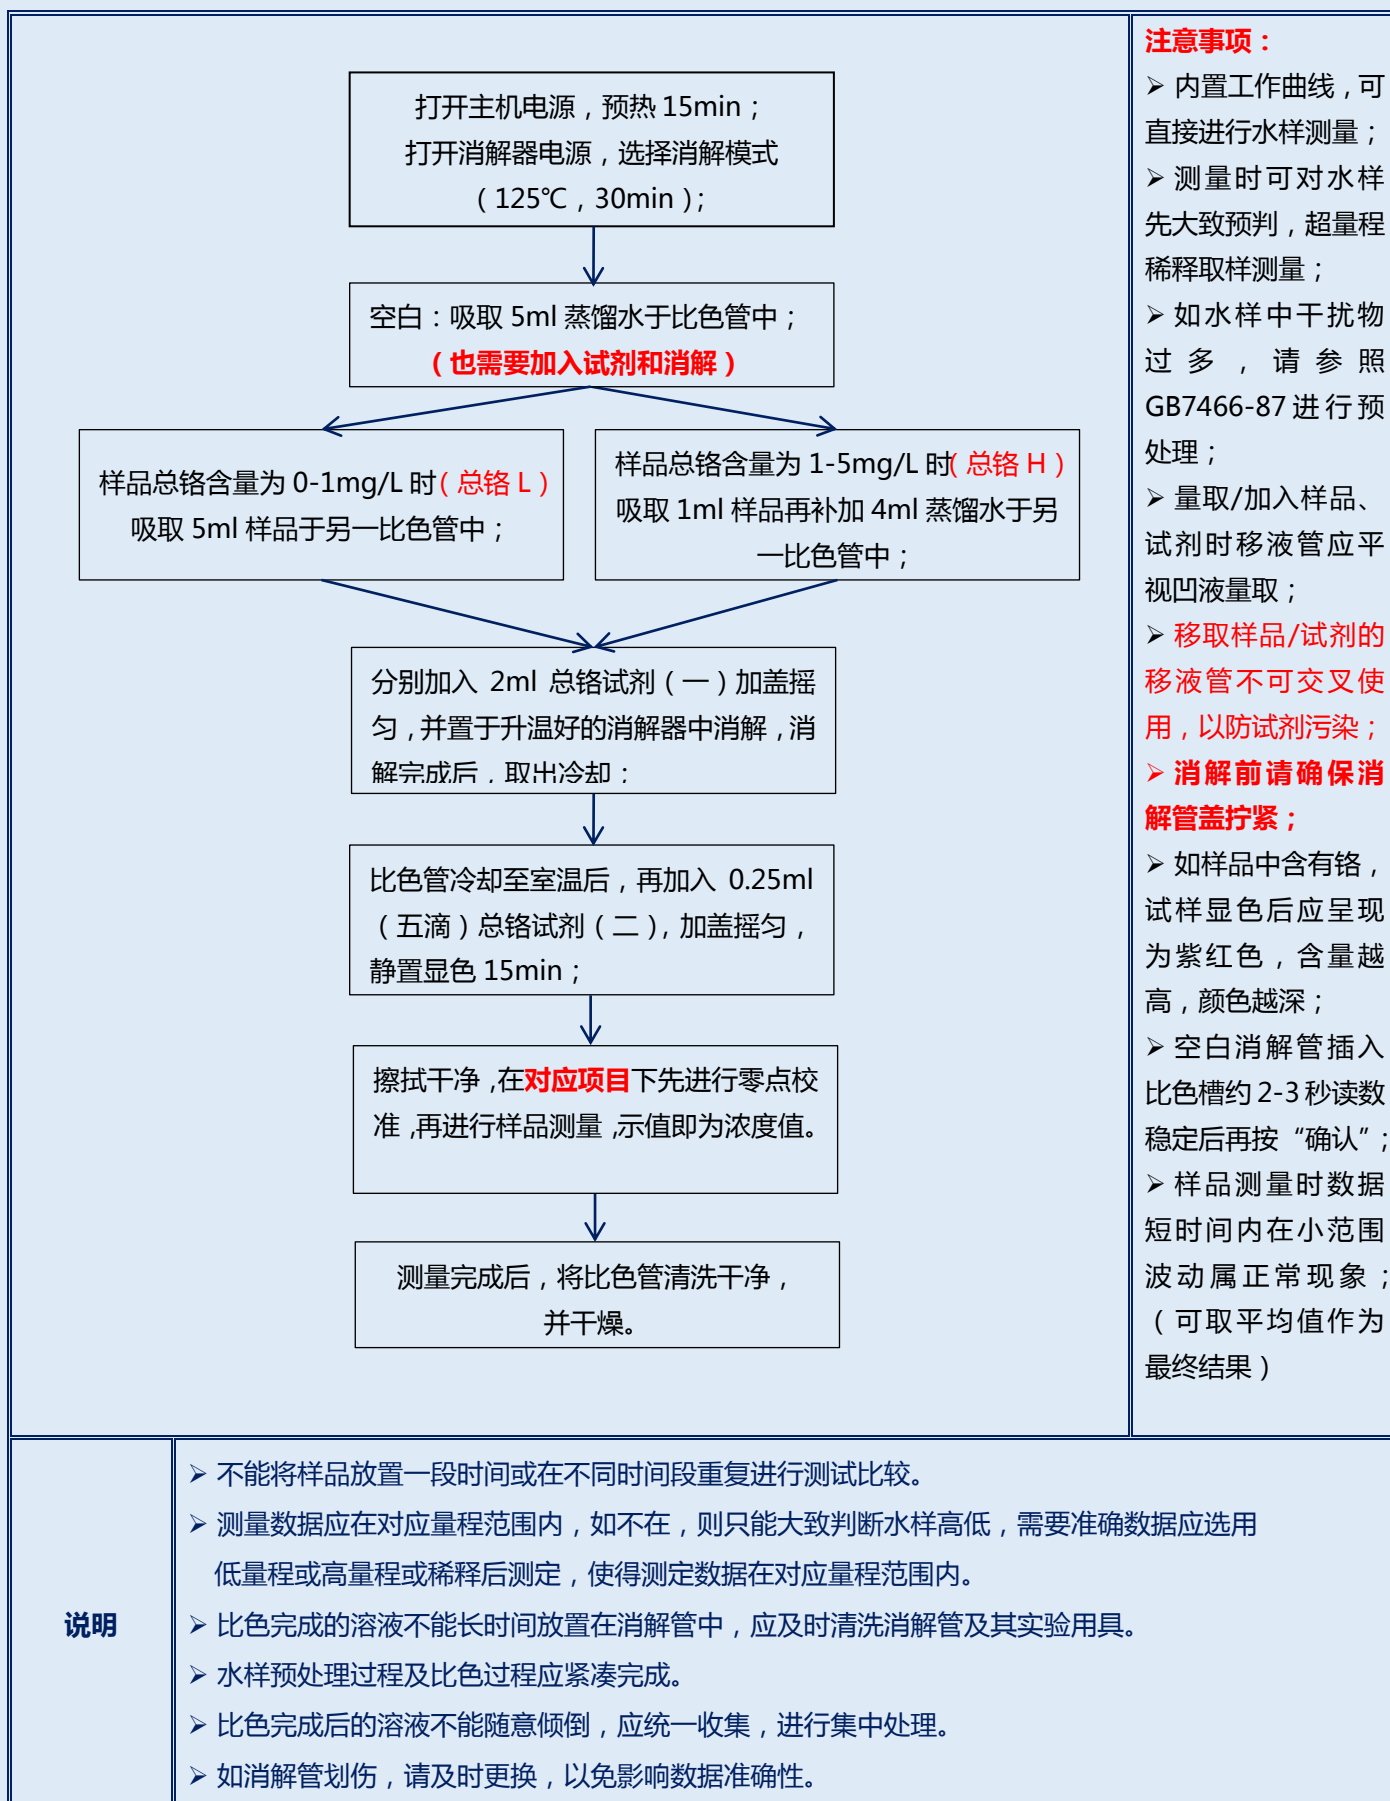 打开主机电源，预热 15min；
打开消解器电源，选择消解模式
（125℃，30min）；
空白：吸取 5ml 蒸馏水于比色管中；
（也需要加入试剂和消解）
样品总铬含量为 0-1mg/L 时（总铬 L）
吸取 5ml 样品于另一比色管中；
样品总铬含量为 1-5mg/L 时（总铬 H）
吸取 1ml 样品再补加 4ml 蒸馏水于另
一比色管中；
分别加入 2ml 总铬试剂（一）加盖摇
匀，并置于升温好的消解器中消解，消
解完成后，取出冷却；
比色管冷却至室温后，再加入 0.25ml
（五滴）总铬试剂（二），加盖摇匀，
静置显色 15min；
擦拭干净，在对应项目下先进行零点校
准，再进行样品测量，示值即为浓度值。
测量完成后，将比色管清洗干净，
并干燥。
注意事项：
➢ 内置工作曲线，可
直接进行水样测量；
➢ 测量时可对水样
先大致预判，超量程
稀释取样测量；
➢ 如水样中干扰物
过多，请参照
GB7466-87 进行预
处理；
➢ 量取/加入样品、
试剂时移液管应平
视凹液量取；
➢ 移取样品/试剂的
移液管不可交叉使
用，以防试剂污染；
➢ 消解前请确保消
解管盖拧紧；
➢ 如样品中含有铬，
试样显色后应呈现
为紫红色，含量越
高，颜色越深；
➢ 空白消解管插入
比色槽约 2-3 秒读数
稳定后再按“确认”；
➢ 样品测量时数据
短时间内在小范围
波动属正常现象；
（可取平均值作为
最终结果）
说明
➢ 不能将样品放置一段时间或在不同时间段重复进行测试比较。
➢ 测量数据应在对应量程范围内，如不在，则只能大致判断水样高低，需要准确数据应选用
低量程或高量程或稀释后测定，使得测定数据在对应量程范围内。
➢ 比色完成的溶液不能长时间放置在消解管中，应及时清洗消解管及其实验用具。
➢ 水样预处理过程及比色过程应紧凑完成。
➢ 比色完成后的溶液不能随意倾倒，应统一收集，进行集中处理。
➢ 如消解管划伤，请及时更换，以免影响数据准确性。